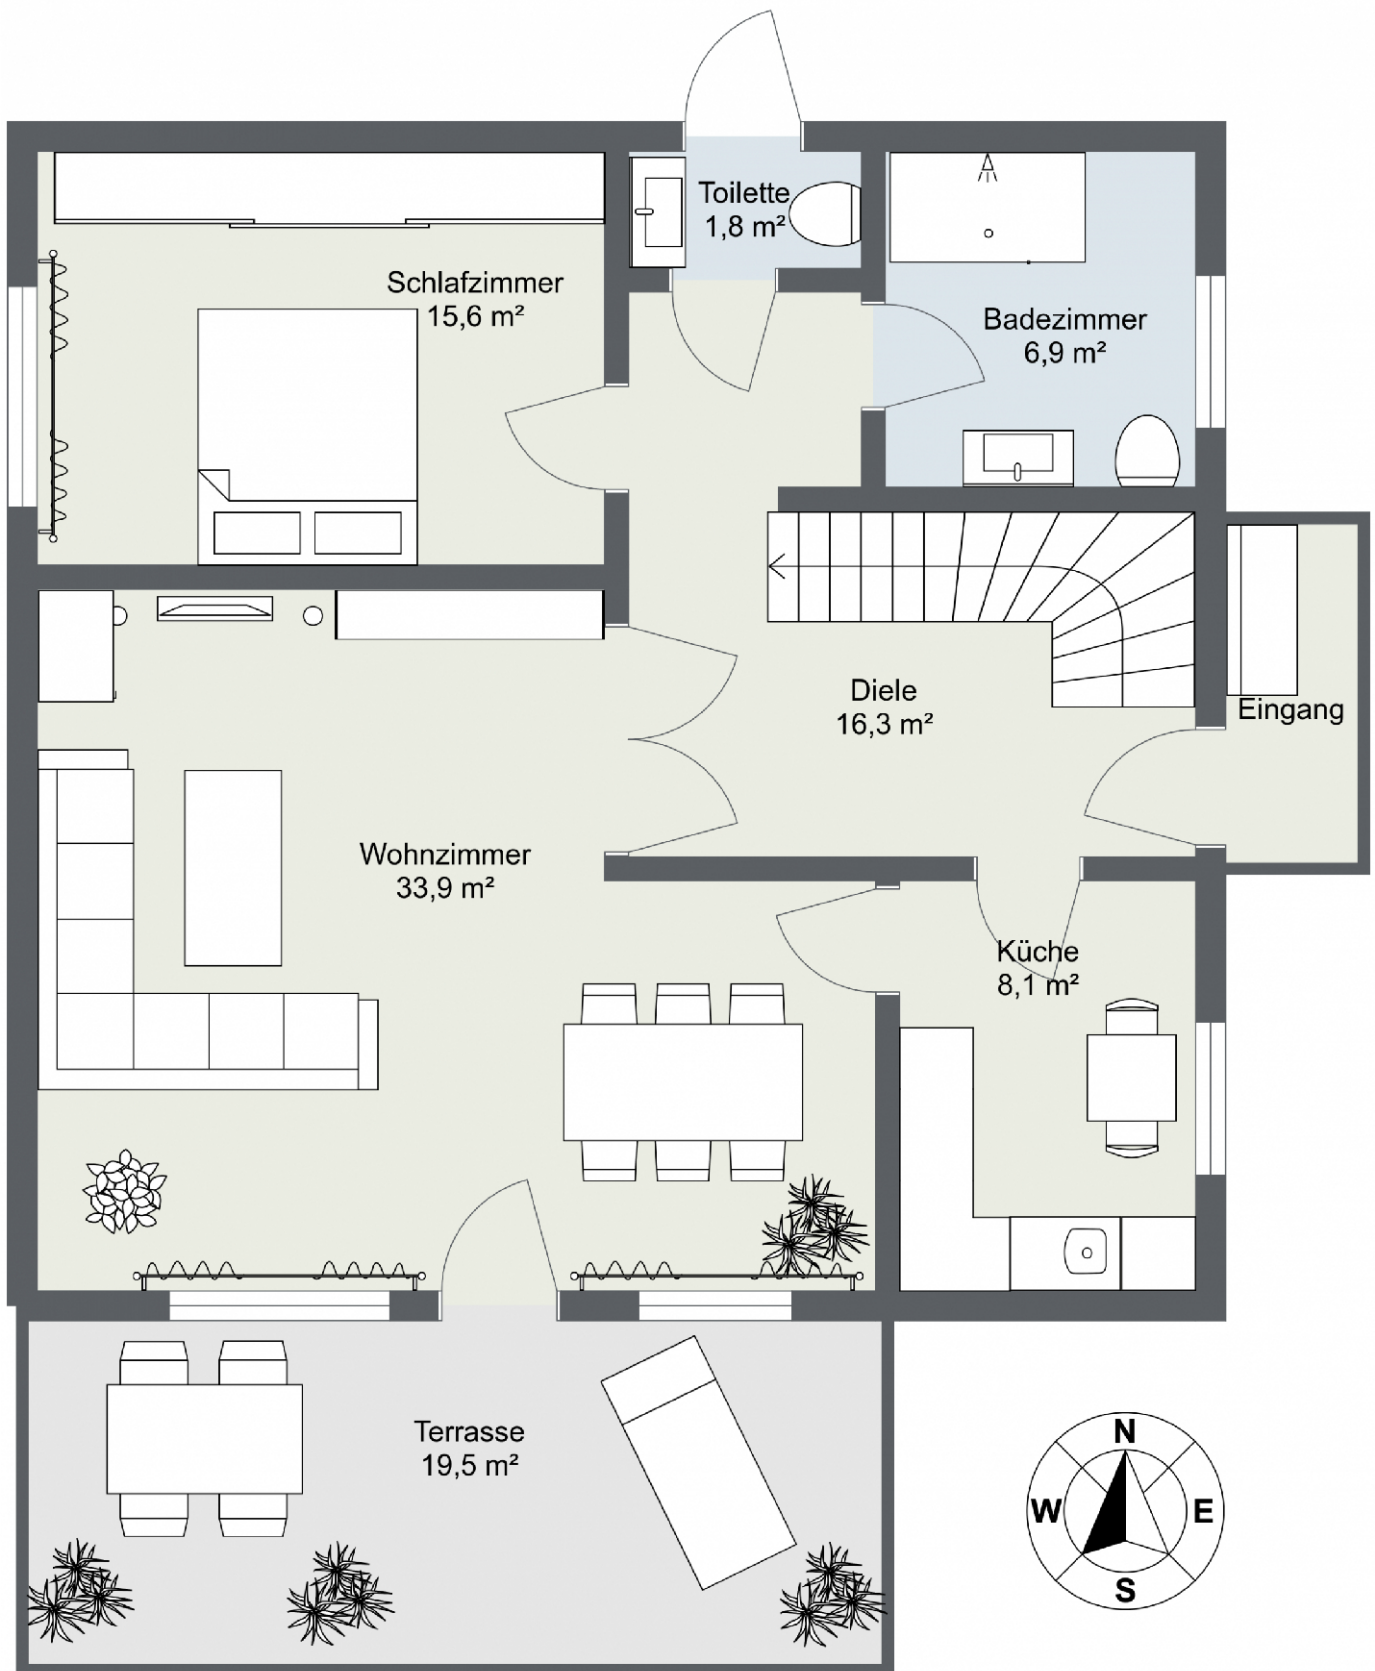 Toilette
1,8 m²
Schlafzimmer
15,6 m²
Badezimmer
6,9 m²
Diele
16,3 m²
Eingang
Wohnzimmer
33,9 m²
Küche
8,1 m²
Terrasse
19,5 m²
N
W E
S